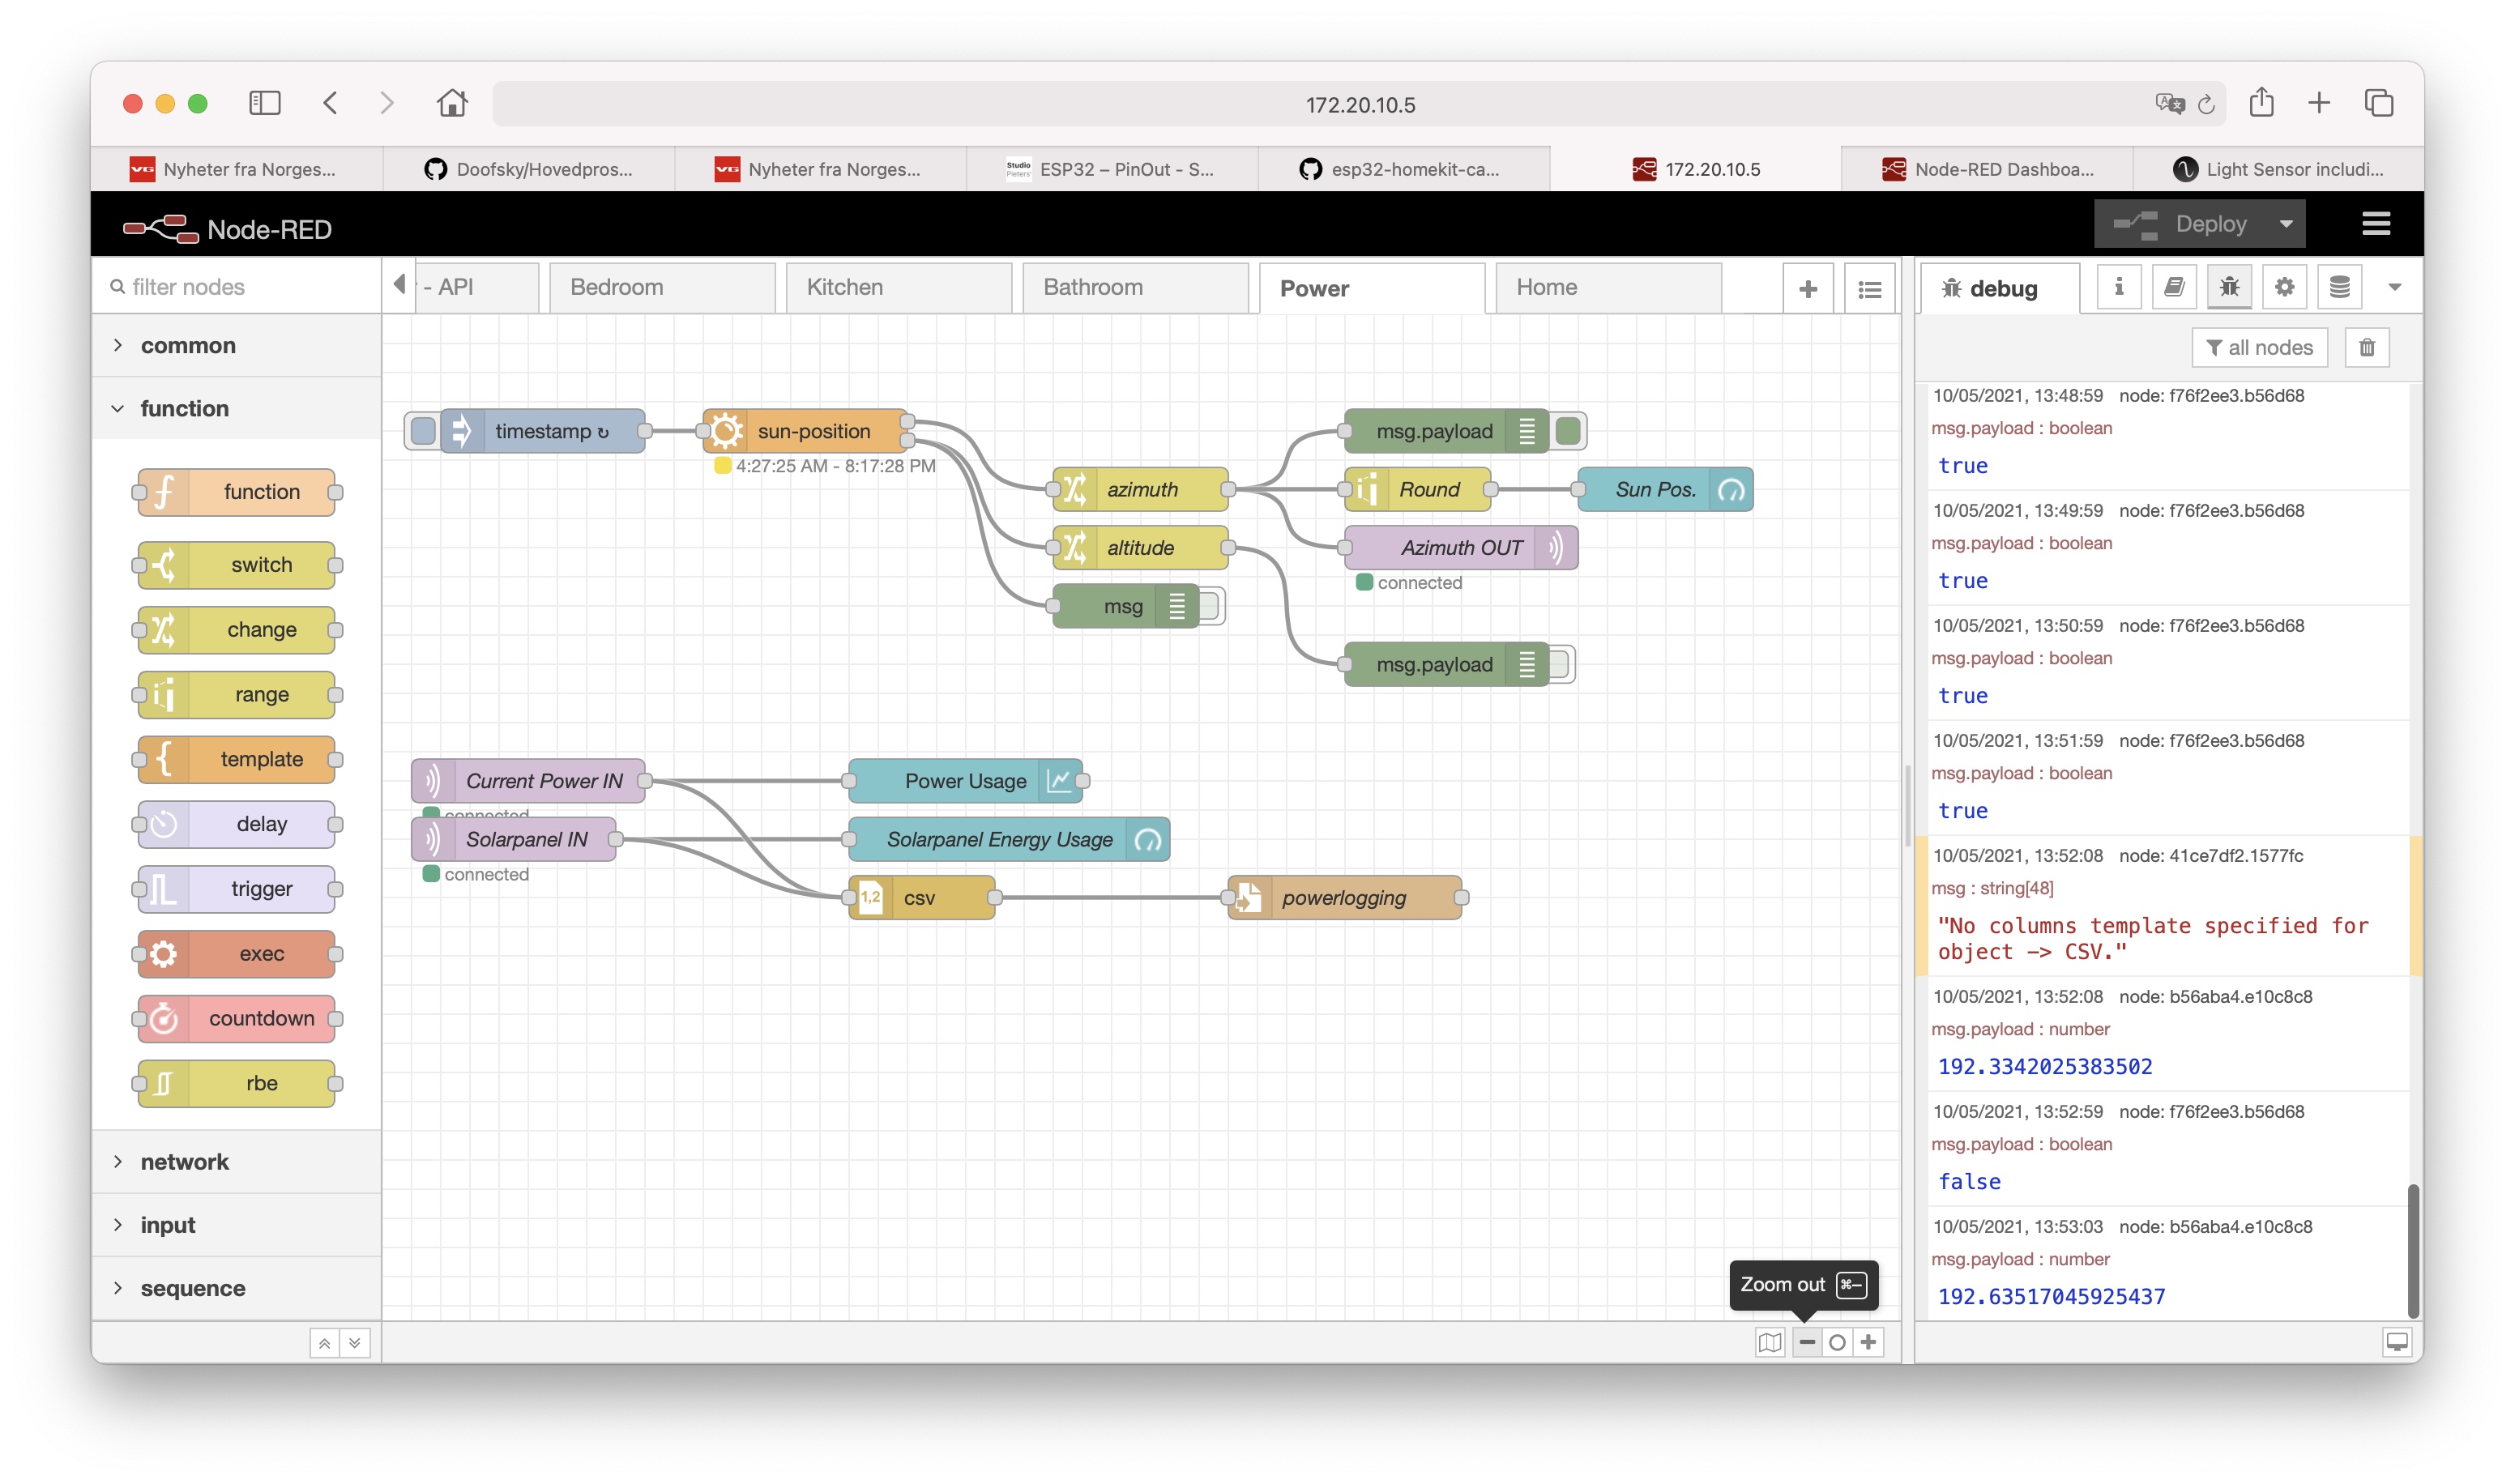 172.20.10.5
Nyheter fra Norges...
Doofsky/Hovedpros...
Nyheter fra Norges...
Studio Pieters
ESP32 – PinOut - S...
esp32-homekit-ca...
172.20.10.5
Node-RED Dashboa...
Light Sensor includi...
Node-RED
Deploy
filter nodes
- API
Bedroom
Kitchen
Bathroom
Power
Home
debug
all nodes
common
function
function
switch
change
range
template
delay
trigger
exec
countdown
rbe
network
input
sequence
timestamp ↻
sun-position
4:27:25 AM - 8:17:28 PM
azimuth
altitude
msg
msg.payload
Round
Sun Pos.
Azimuth OUT
connected
msg.payload
Current Power IN
connected
Solarpanel IN
connected
Power Usage
Solarpanel Energy Usage
1,2 csv
powerlogging
Zoom out ⌘−
10/05/2021, 13:48:59 node: f76f2ee3.b56d68
msg.payload : boolean
true
10/05/2021, 13:49:59 node: f76f2ee3.b56d68
msg.payload : boolean
true
10/05/2021, 13:50:59 node: f76f2ee3.b56d68
msg.payload : boolean
true
10/05/2021, 13:51:59 node: f76f2ee3.b56d68
msg.payload : boolean
true
10/05/2021, 13:52:08 node: 41ce7df2.1577fc
msg : string[48]
"No columns template specified for
object -> CSV."
10/05/2021, 13:52:08 node: b56aba4.e10c8c8
msg.payload : number
192.3342025383502
10/05/2021, 13:52:59 node: f76f2ee3.b56d68
msg.payload : boolean
false
10/05/2021, 13:53:03 node: b56aba4.e10c8c8
msg.payload : number
192.63517045925437